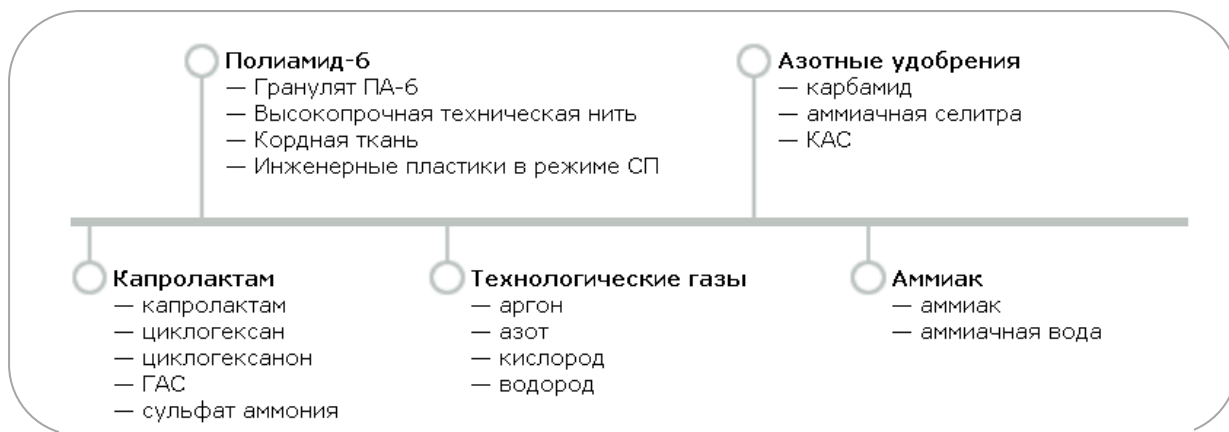 Полиамид-6
— Гранулят ПА-6
— Высокопрочная техническая нить
— Кордная ткань
— Инженерные пластики в режиме СП
Азотные удобрения
— карбамид
— аммиачная селитра
— КАС
Капролактам
— капролактам
— циклогексан
— циклогексанон
— ГАС
— сульфат аммония
Технологические газы
— аргон
— азот
— кислород
— водород
Аммиак
— аммиак
— аммиачная вода